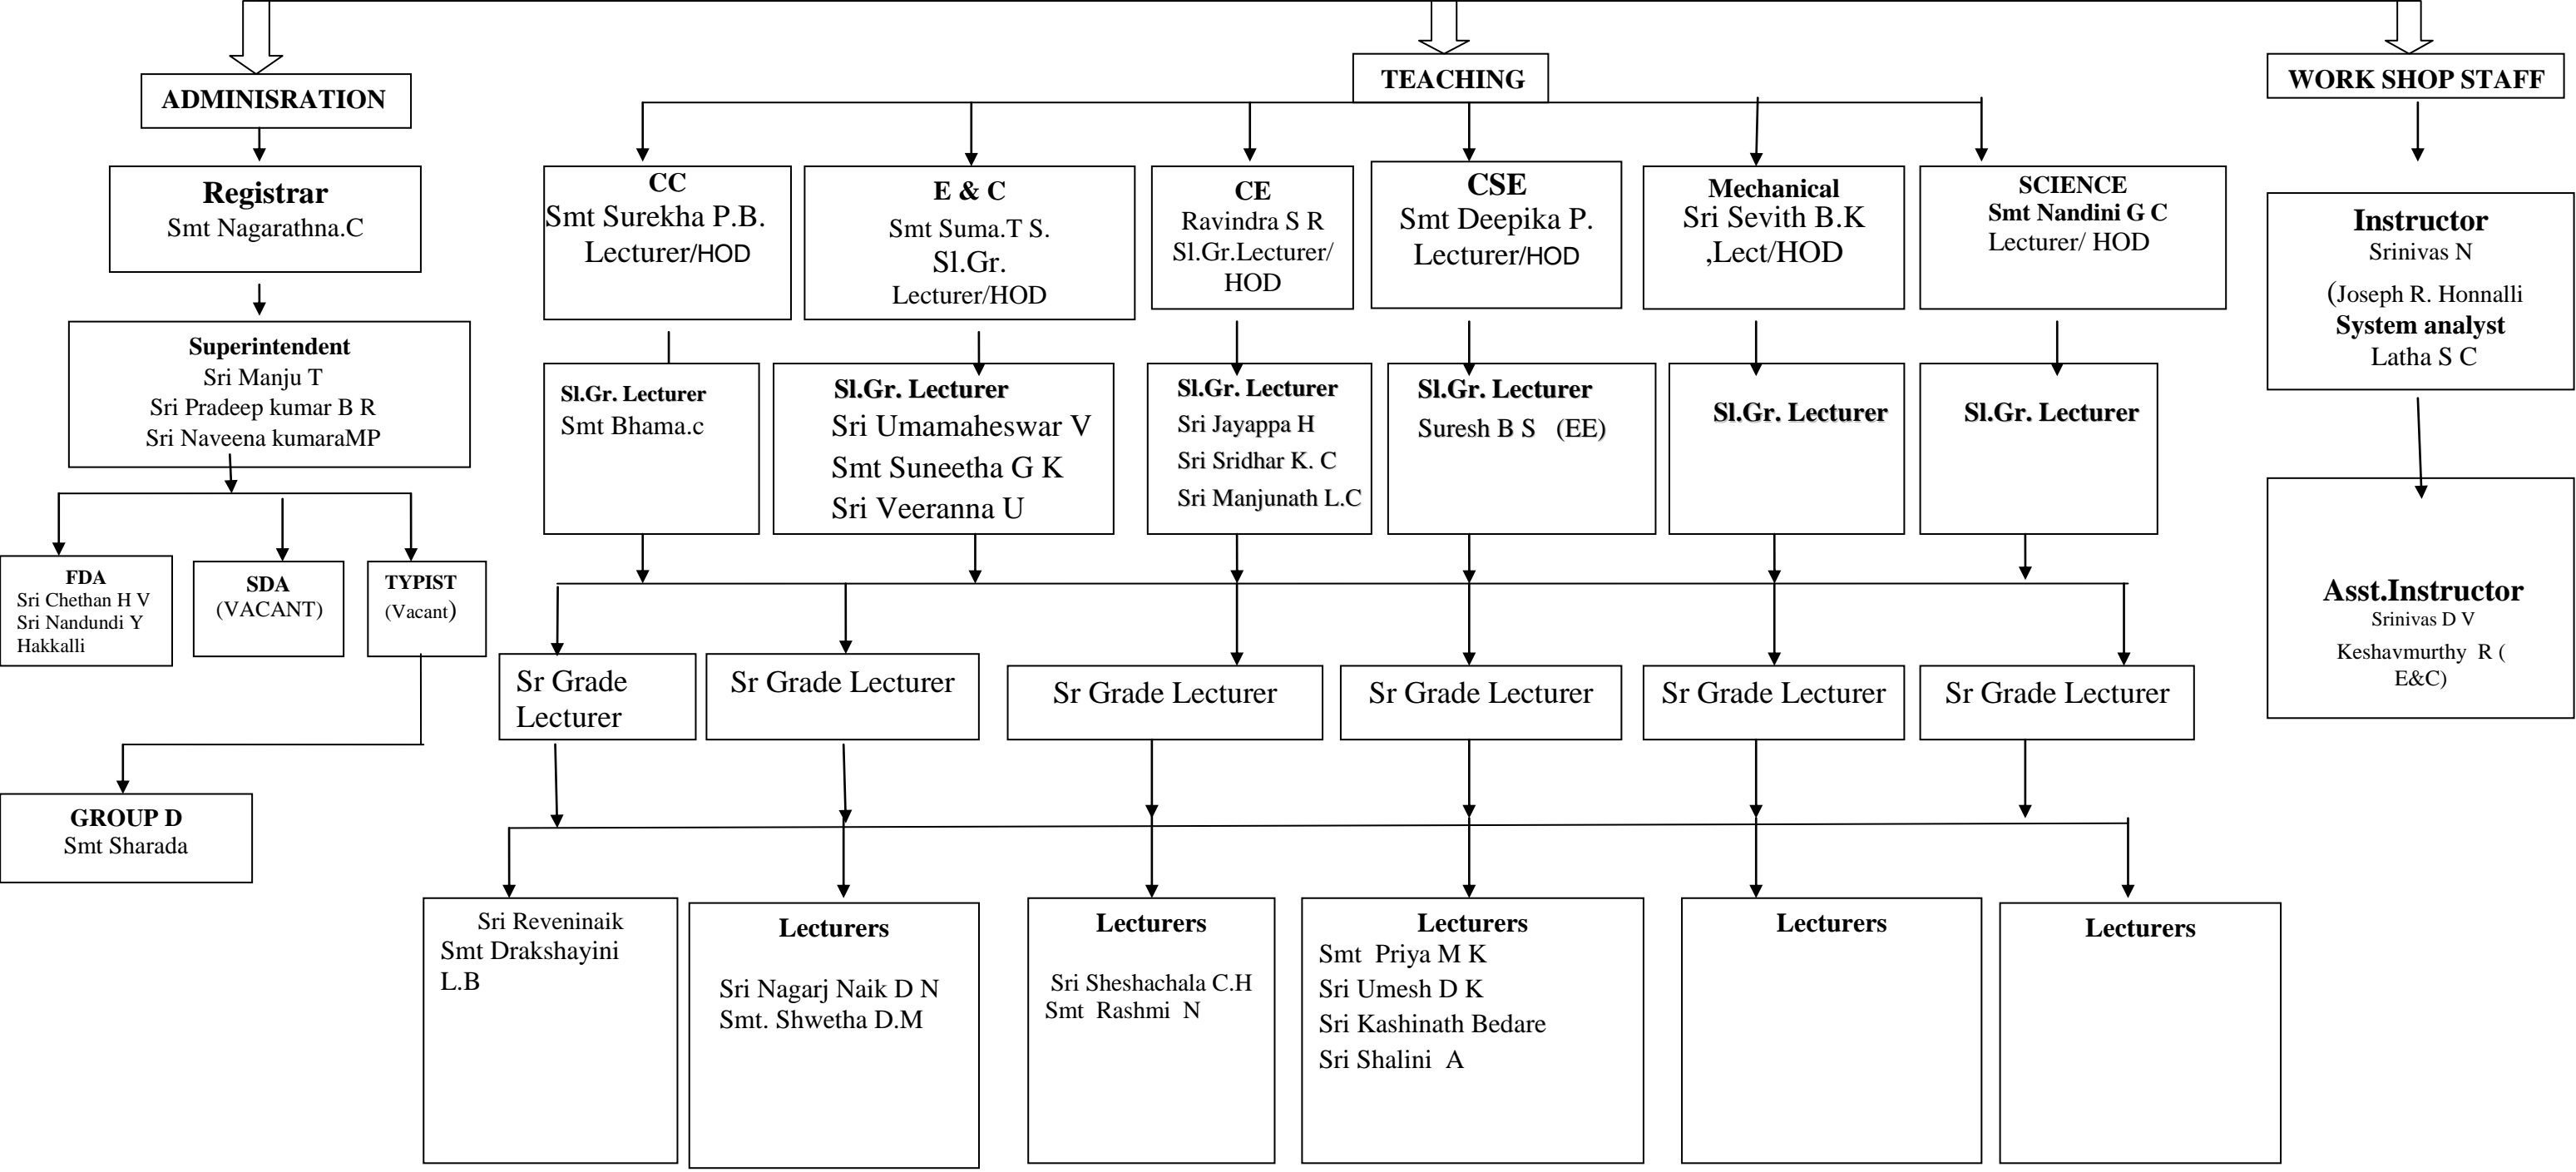 ADMINISRATION
TEACHING
WORK SHOP STAFF
Registrar
Smt Nagarathna.C
CC
Smt Surekha P.B.
Lecturer/HOD
E & C
Smt Suma.T S.
Sl.Gr.
Lecturer/HOD
CE
Ravindra S R
Sl.Gr.Lecturer/
HOD
CSE
Smt Deepika P.
Lecturer/HOD
Mechanical
Sri Sevith B.K
,Lect/HOD
SCIENCE
Smt Nandini G C
Lecturer/ HOD
Instructor
Srinivas N
(Joseph R. Honnalli
System analyst
Latha S C
Superintendent
Sri Manju T
Sri Pradeep kumar B R
Sri Naveena kumaraMP
Sl.Gr. Lecturer
Smt Bhama.c
Sl.Gr. Lecturer
Sri Umamaheswar V
Smt Suneetha G K
Sri Veeranna U
Sl.Gr. Lecturer
Sri Jayappa H
Sri Sridhar K. C
Sri Manjunath L.C
Sl.Gr. Lecturer
Suresh B S (EE)
Sl.Gr. Lecturer
Sl.Gr. Lecturer
FDA
Sri Chethan H V
Sri Nandundi Y
Hakkalli
SDA
(VACANT)
TYPIST
(Vacant)
Asst.Instructor
Srinivas D V
Keshavmurthy R (
E&C)
Sr Grade
Lecturer
Sr Grade Lecturer
Sr Grade Lecturer
Sr Grade Lecturer
Sr Grade Lecturer
Sr Grade Lecturer
GROUP D
Smt Sharada
Sri Reveninaik
Smt Drakshayini
L.B
Lecturers
Sri Nagarj Naik D N
Smt. Shwetha D.M
Lecturers
Sri Sheshachala C.H
Smt Rashmi N
Lecturers
Smt Priya M K
Sri Umesh D K
Sri Kashinath Bedare
Sri Shalini A
Lecturers
Lecturers